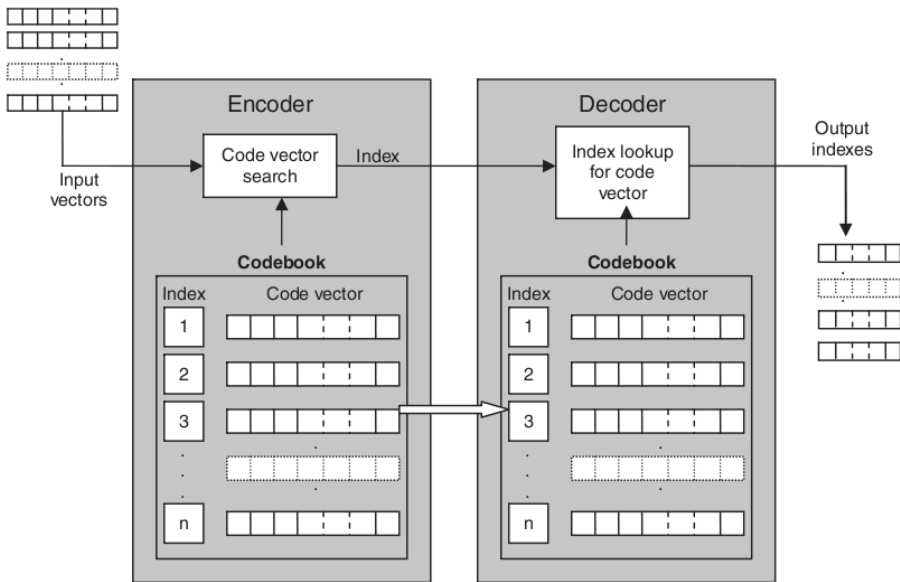 Encoder
Code vector
search
Input
vectors
Index
Codebook
Index
Code vector
1
2
3
n
Decoder
Index lookup
for code
vector
Output
indexes
Codebook
Index
Code vector
1
2
3
n